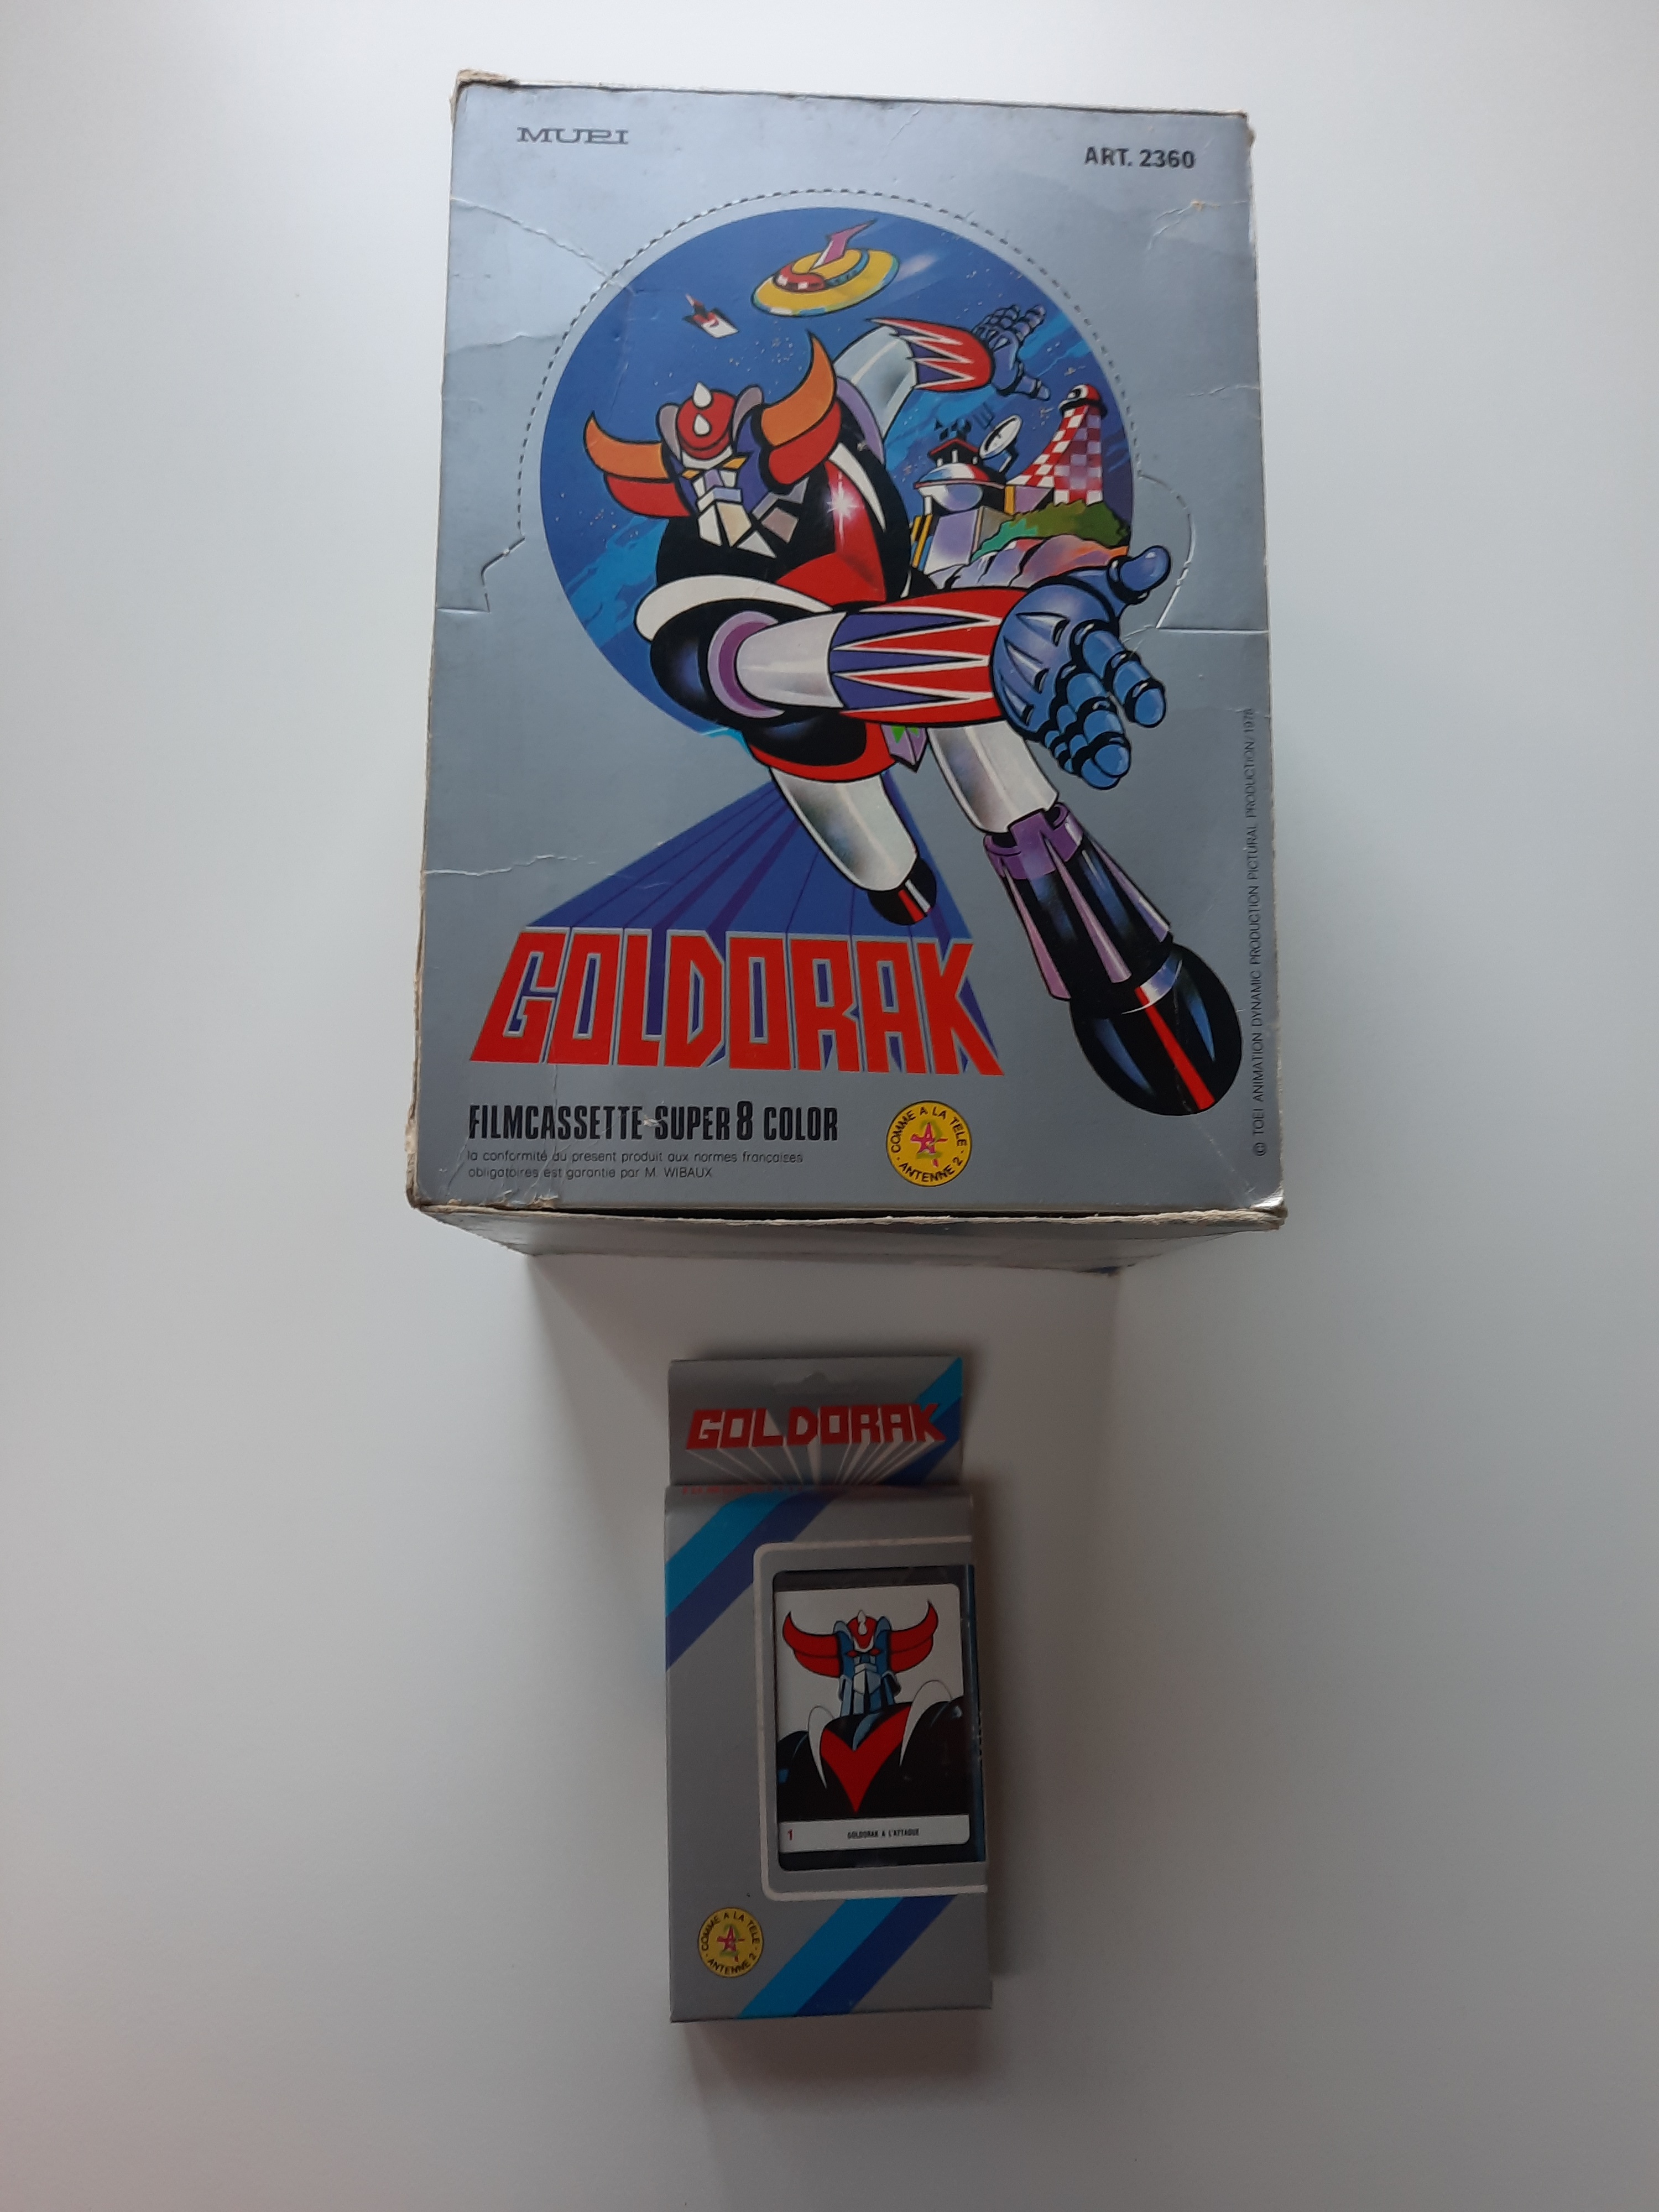 MUPI
ART. 2360
GOLDORAK
FILMCASSETTE SUPER 8 COLOR
la conformité du present produit aux normes françaises
obligatoires est garantie par M. WIBAUX
COMME A LA TELE
A2
ANTENNE 2
© TOEI ANIMATION DYNAMIC PRODUCTION PICTURAL PRODUCTION 1978
GOLDORAK
1 GOLDORAK A L'ATTAQUE
COMME A LA TELE
A2
ANTENNE 2